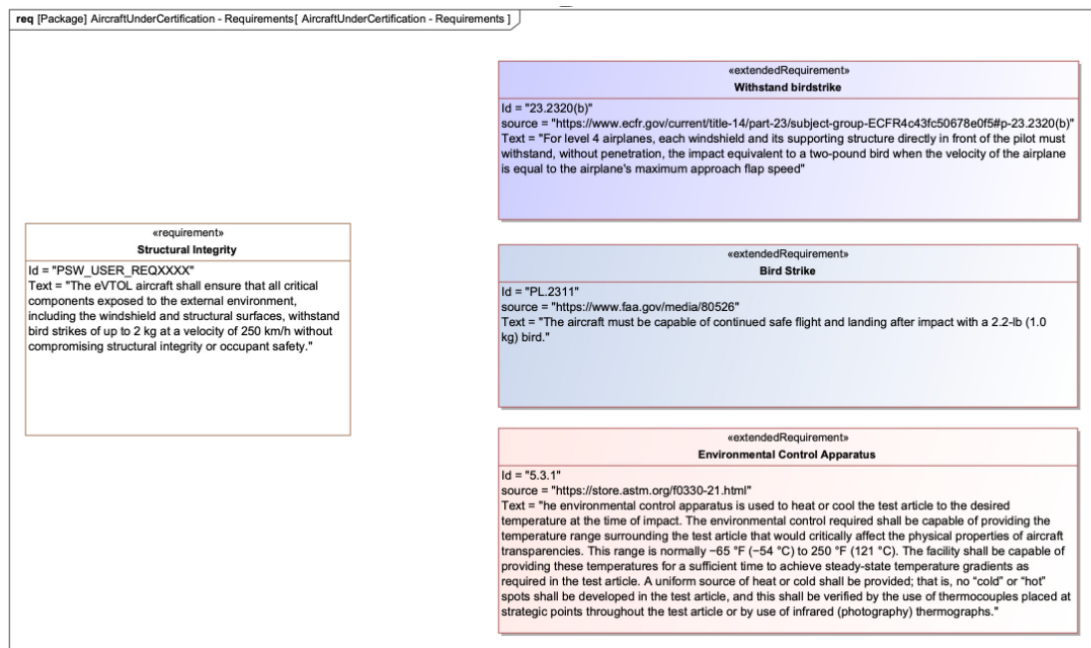 req [Package] AircraftUnderCertification - Requirements[ AircraftUnderCertification - Requirements ]
«requirement»
Structural Integrity
Id = "PSW_USER_REQXXXX"
Text = "The eVTOL aircraft shall ensure that all critical
components exposed to the external environment,
including the windshield and structural surfaces, withstand
bird strikes of up to 2 kg at a velocity of 250 km/h without
compromising structural integrity or occupant safety."
«extendedRequirement»
Withstand birdstrike
Id = "23.2320(b)"
source = "https://www.ecfr.gov/current/title-14/part-23/subject-group-ECFR4c43fc50678e0f5#p-23.2320(b)"
Text = "For level 4 airplanes, each windshield and its supporting structure directly in front of the pilot must
withstand, without penetration, the impact equivalent to a two-pound bird when the velocity of the airplane
is equal to the airplane's maximum approach flap speed"
«extendedRequirement»
Bird Strike
Id = "PL.2311"
source = "https://www.faa.gov/media/80526"
Text = "The aircraft must be capable of continued safe flight and landing after impact with a 2.2-lb (1.0
kg) bird."
«extendedRequirement»
Environmental Control Apparatus
Id = "5.3.1"
source = "https://store.astm.org/f0330-21.html"
Text = "he environmental control apparatus is used to heat or cool the test article to the desired
temperature at the time of impact. The environmental control required shall be capable of providing the
temperature range surrounding the test article that would critically affect the physical properties of aircraft
transparencies. This range is normally −65 °F (−54 °C) to 250 °F (121 °C). The facility shall be capable of
providing these temperatures for a sufficient time to achieve steady-state temperature gradients as
required in the test article. A uniform source of heat or cold shall be provided; that is, no “cold” or “hot”
spots shall be developed in the test article, and this shall be verified by the use of thermocouples placed at
strategic points throughout the test article or by use of infrared (photography) thermographs."